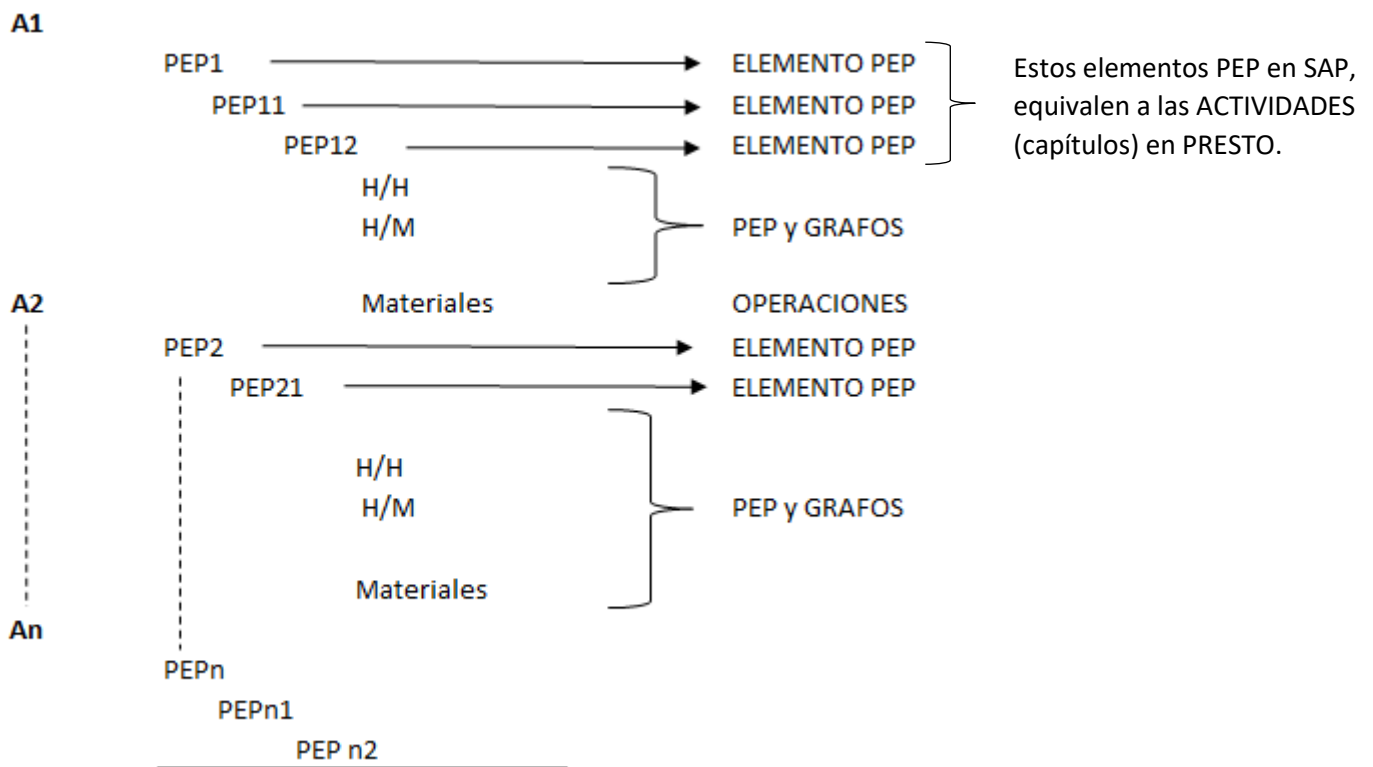 A1
PEP1 ELEMENTO PEP
PEP11 ELEMENTO PEP
PEP12 ELEMENTO PEP
Estos elementos PEP en SAP,
equivalen a las ACTIVIDADES
(capítulos) en PRESTO.
H/H
H/M PEP y GRAFOS
A2 Materiales OPERACIONES
PEP2 ELEMENTO PEP
PEP21 ELEMENTO PEP
H/H
H/M PEP y GRAFOS
Materiales
An
PEPn
PEPn1
PEP n2